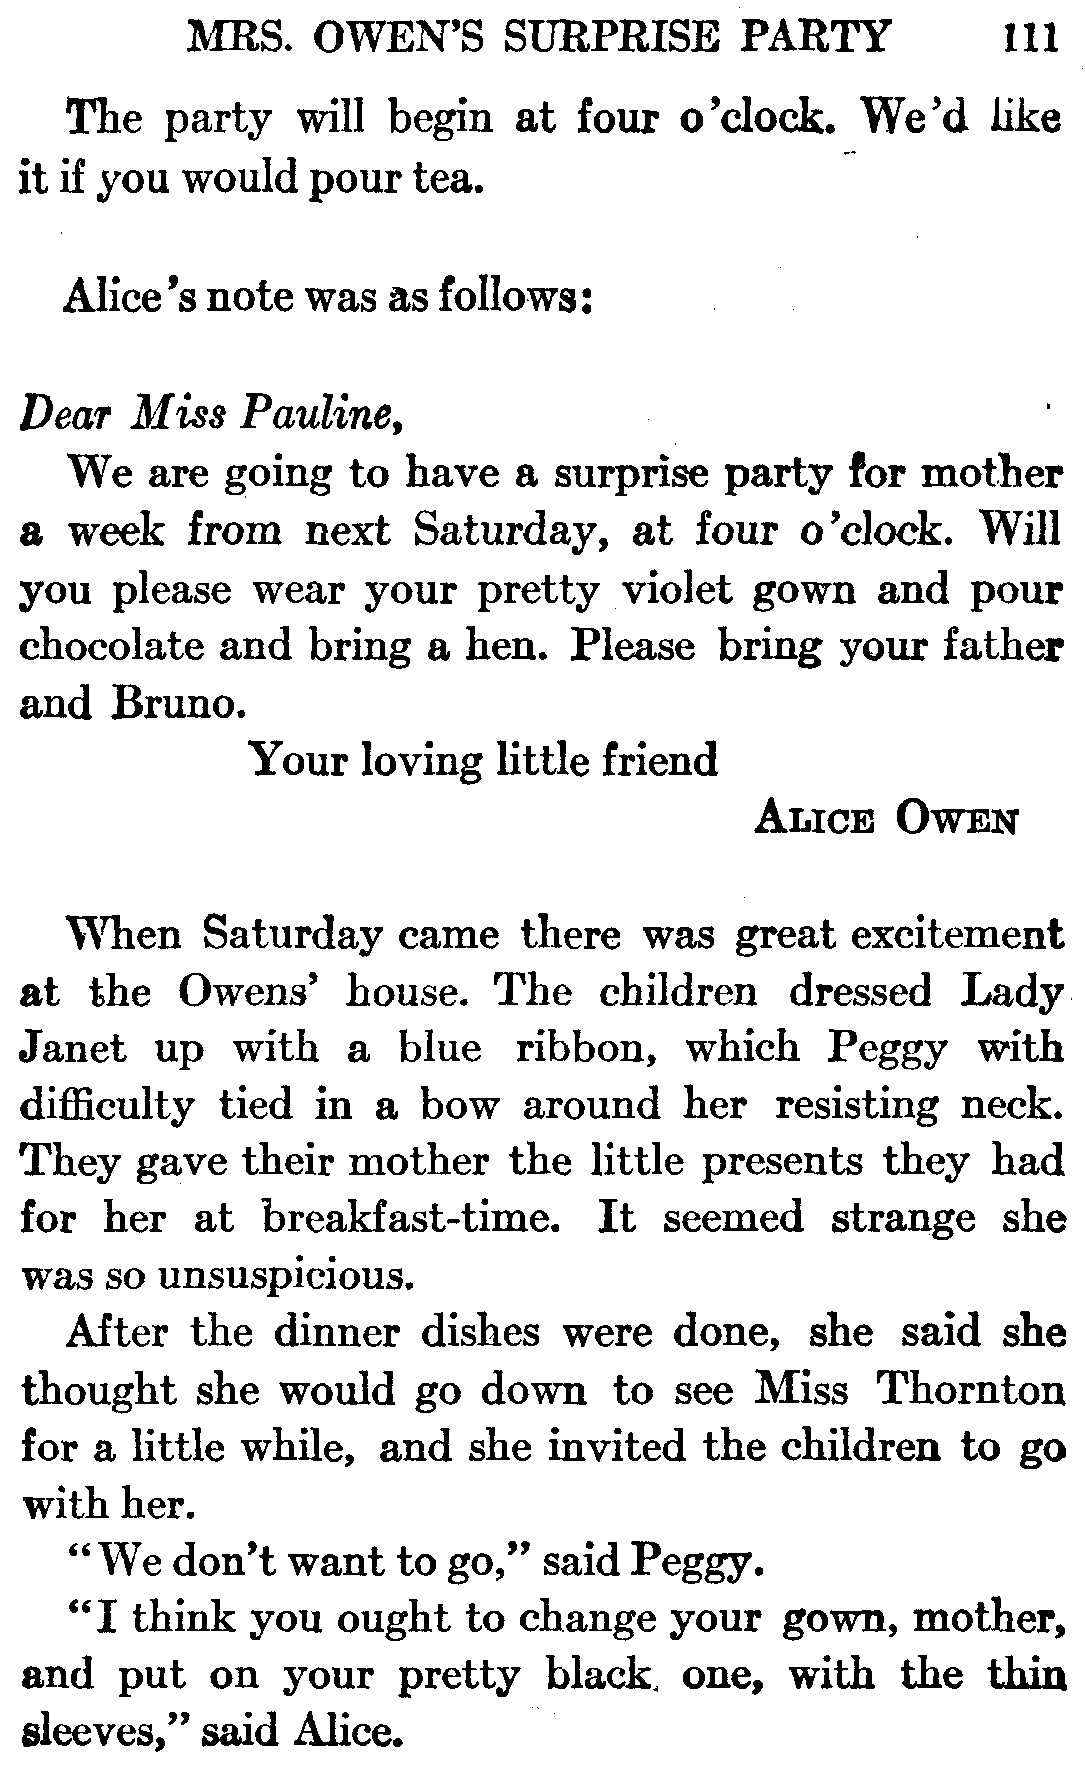 MRS. OWEN'S SURPRISE PARTY 111
The party will begin at four o'clock. We'd like
it if you would pour tea.
Alice's note was as follows:
Dear Miss Pauline,
We are going to have a surprise party for mother
a week from next Saturday, at four o'clock. Will
you please wear your pretty violet gown and pour
chocolate and bring a hen. Please bring your father
and Bruno.
Your loving little friend
ALICE OWEN
When Saturday came there was great excitement
at the Owens' house. The children dressed Lady
Janet up with a blue ribbon, which Peggy with
difficulty tied in a bow around her resisting neck.
They gave their mother the little presents they had
for her at breakfast-time. It seemed strange she
was so unsuspicious.
After the dinner dishes were done, she said she
thought she would go down to see Miss Thornton
for a little while, and she invited the children to go
with her.
"We don't want to go," said Peggy.
"I think you ought to change your gown, mother,
and put on your pretty black one, with the thin
sleeves," said Alice.